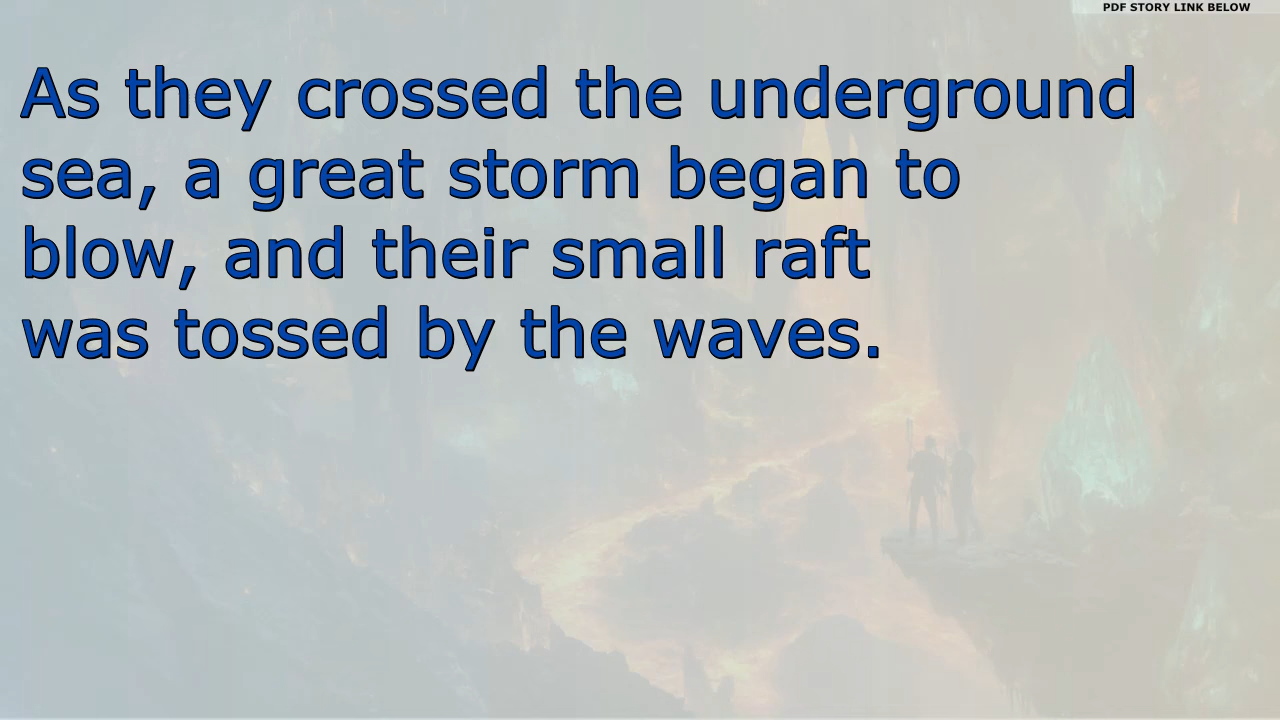 PDF STORY LINK BELOW
As they crossed the underground
sea, a great storm began to
blow, and their small raft
was tossed by the waves.